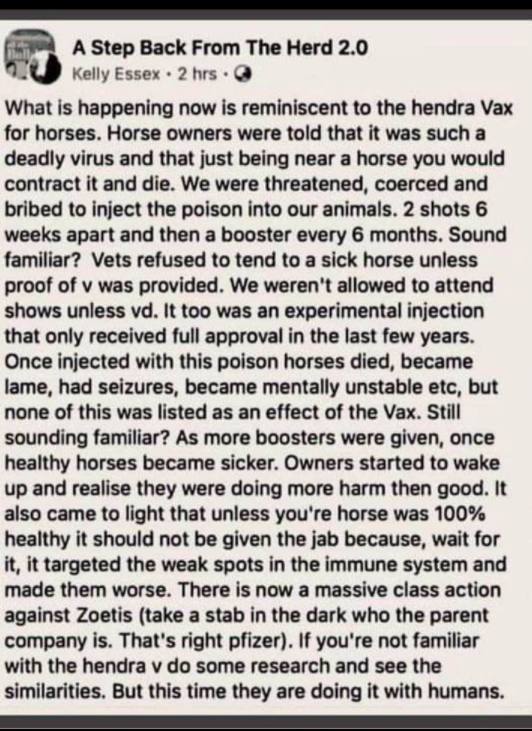 A Step Back From The Herd 2.0
Kelly Essex · 2 hrs ·
What is happening now is reminiscent to the hendra Vax
for horses. Horse owners were told that it was such a
deadly virus and that just being near a horse you would
contract it and die. We were threatened, coerced and
bribed to inject the poison into our animals. 2 shots 6
weeks apart and then a booster every 6 months. Sound
familiar? Vets refused to tend to a sick horse unless
proof of v was provided. We weren't allowed to attend
shows unless vd. It too was an experimental injection
that only received full approval in the last few years.
Once injected with this poison horses died, became
lame, had seizures, became mentally unstable etc, but
none of this was listed as an effect of the Vax. Still
sounding familiar? As more boosters were given, once
healthy horses became sicker. Owners started to wake
up and realise they were doing more harm then good. It
also came to light that unless you're horse was 100%
healthy it should not be given the jab because, wait for
it, it targeted the weak spots in the immune system and
made them worse. There is now a massive class action
against Zoetis (take a stab in the dark who the parent
company is. That's right pfizer). If you're not familiar
with the hendra v do some research and see the
similarities. But this time they are doing it with humans.